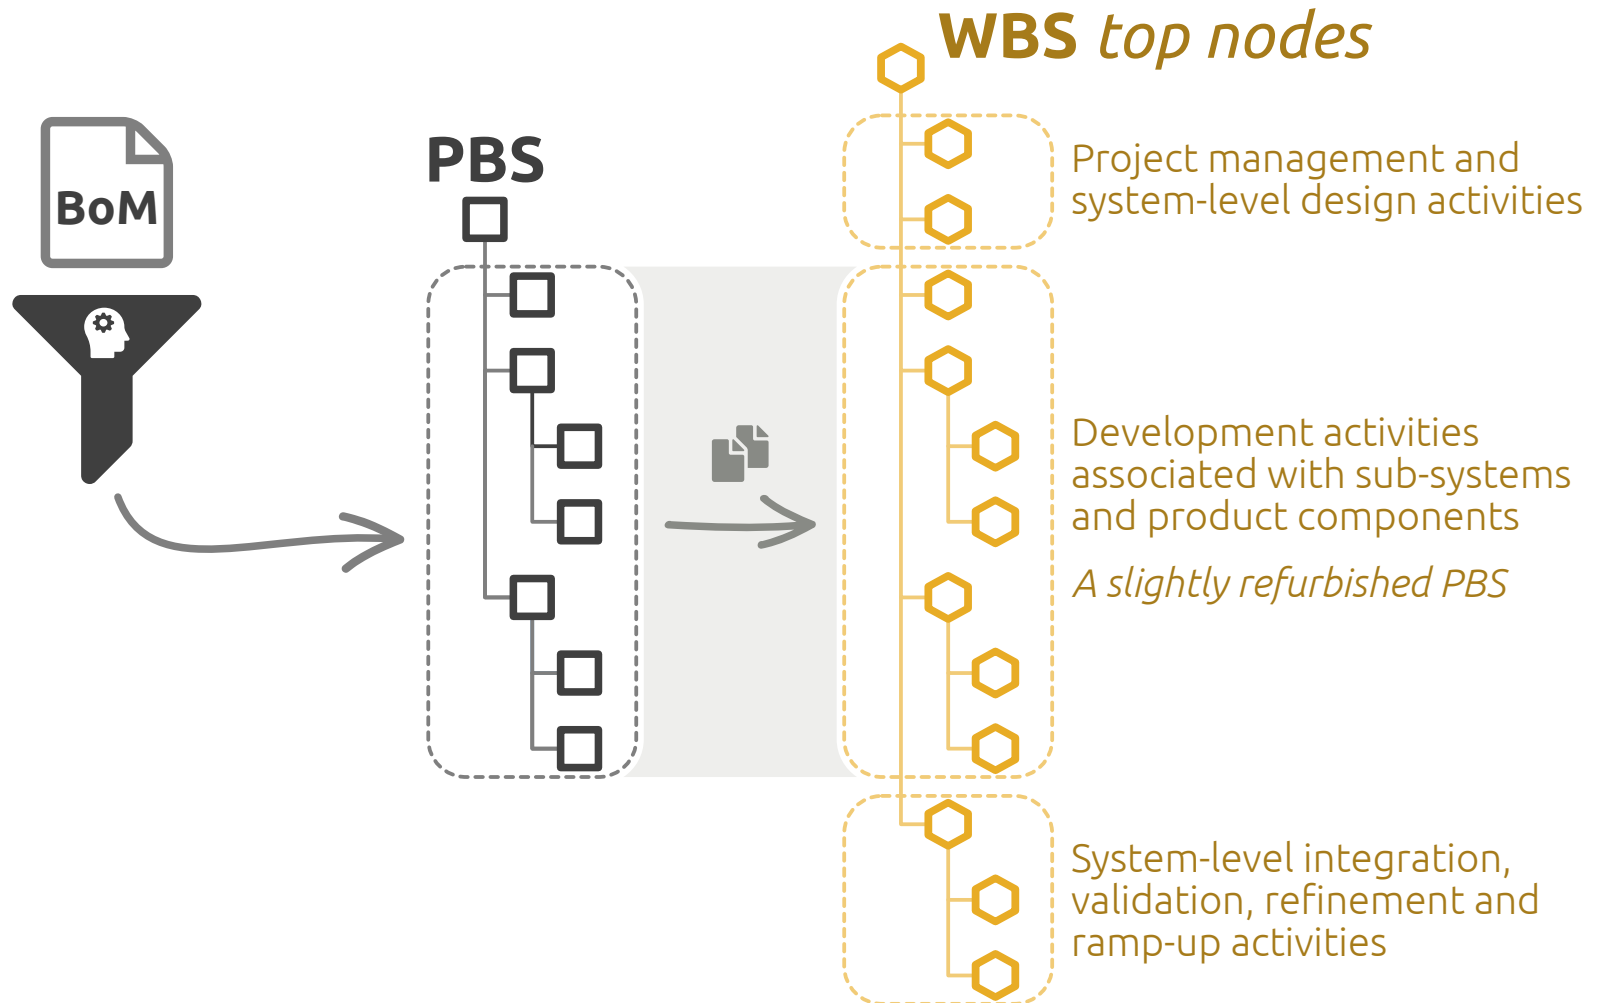 WBS top nodes
BoM
PBS
Project management and
system-level design activities
Development activities
associated with sub-systems
and product components
A slightly refurbished PBS
System-level integration,
validation, refinement and
ramp-up activities